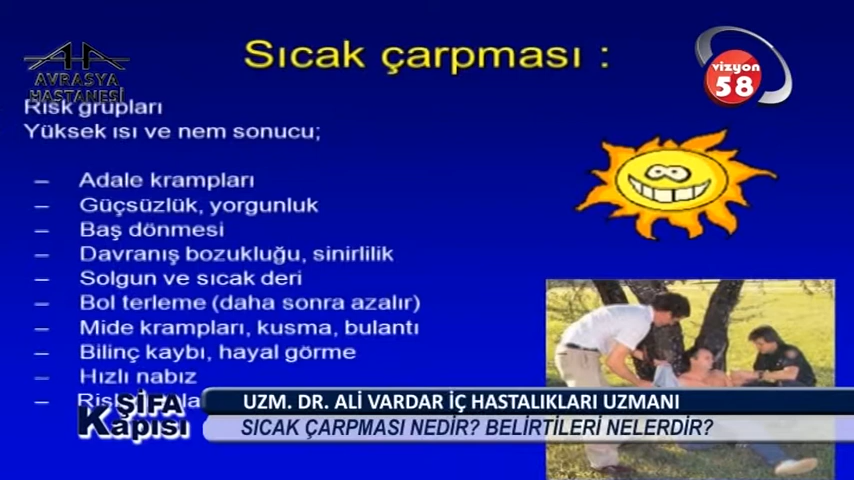 Sıcak çarpması :
vizyon
58
AVRASYA
HASTANESİ
Risk grupları
Yüksek ısı ve nem sonucu;
– Adale krampları
– Güçsüzlük, yorgunluk
– Baş dönmesi
– Davranış bozukluğu, sinirlilik
– Solgun ve sıcak deri
– Bol terleme (daha sonra azalır)
– Mide krampları, kusma, bulantı
– Bilinç kaybı, hayal görme
– Hızlı nabız
–
ŞİFA
Kapısı
UZM. DR. ALİ VARDAR İÇ HASTALIKLARI UZMANI
SICAK ÇARPMASI NEDİR? BELİRTİLERİ NELERDİR?